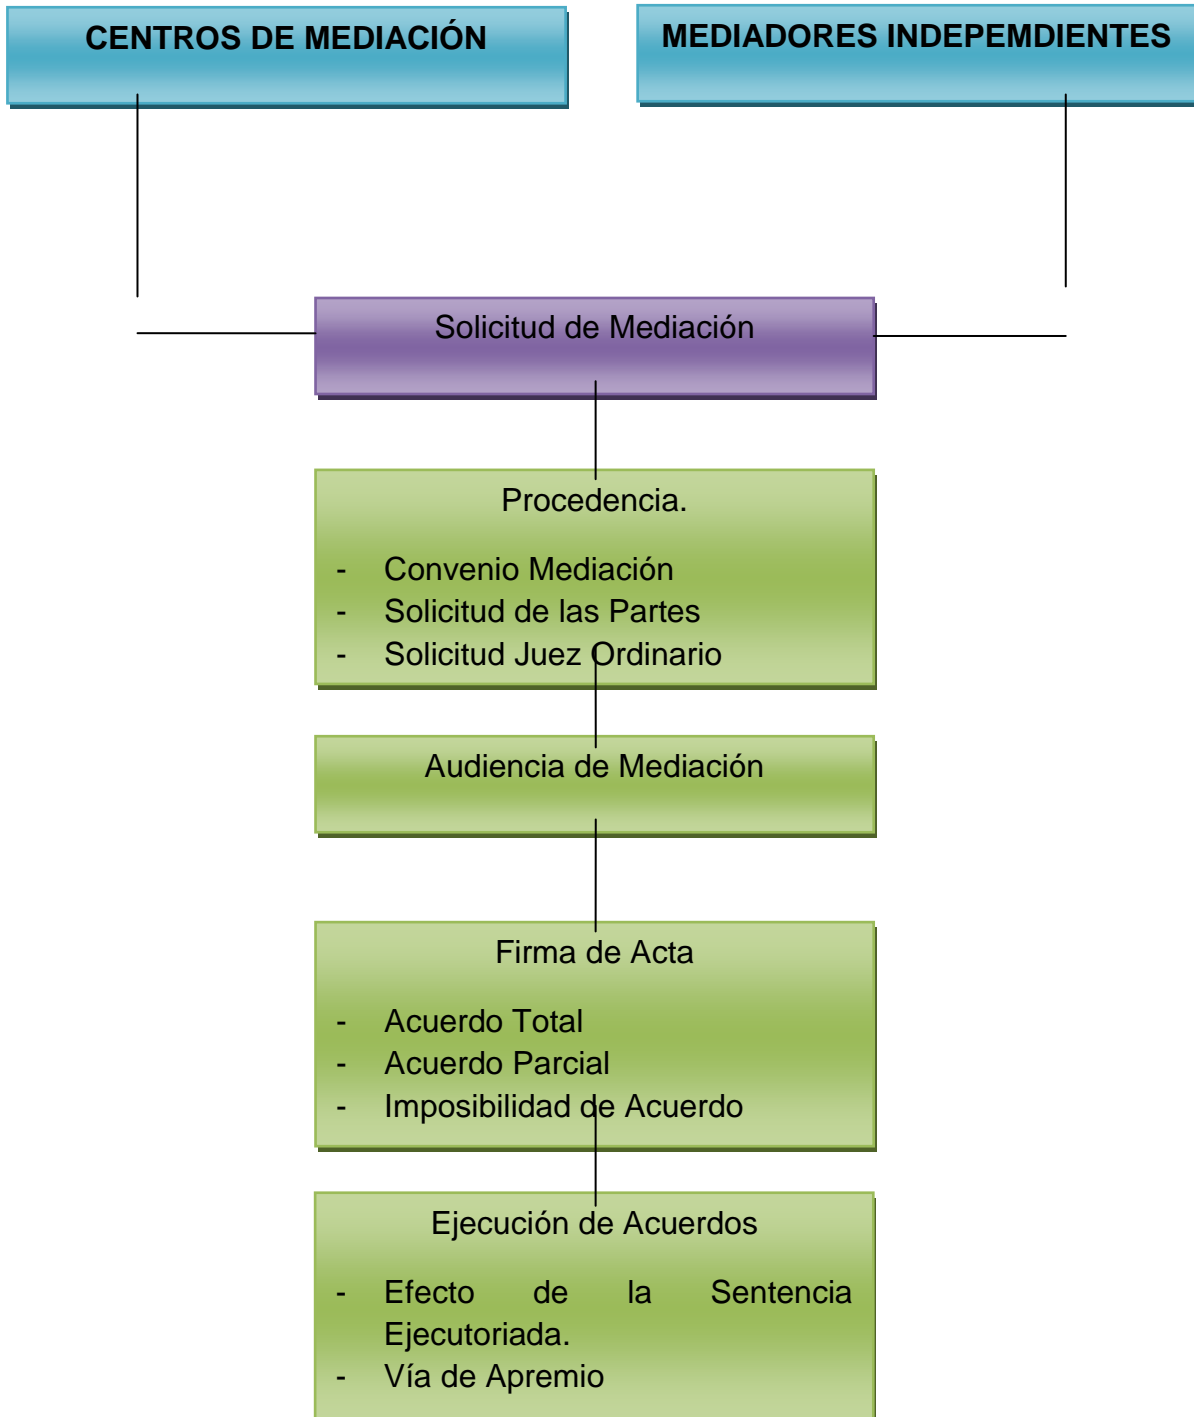 CENTROS DE MEDIACIÓN
MEDIADORES INDEPEMDIENTES
Solicitud de Mediación
Procedencia.
- Convenio Mediación
- Solicitud de las Partes
- Solicitud Juez Ordinario
Audiencia de Mediación
Firma de Acta
- Acuerdo Total
- Acuerdo Parcial
- Imposibilidad de Acuerdo
Ejecución de Acuerdos
- Efecto de la Sentencia
Ejecutoriada.
- Vía de Apremio